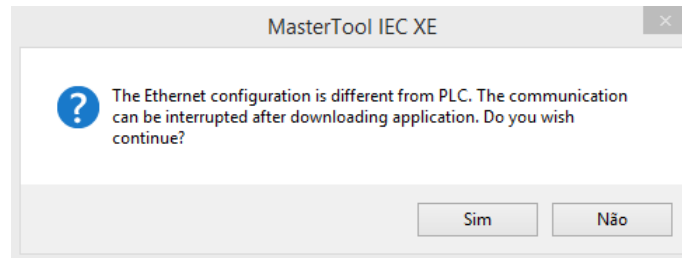 MasterTool IEC XE
The Ethernet configuration is different from PLC. The communication
can be interrupted after downloading application. Do you wish
continue?
Sim
Não